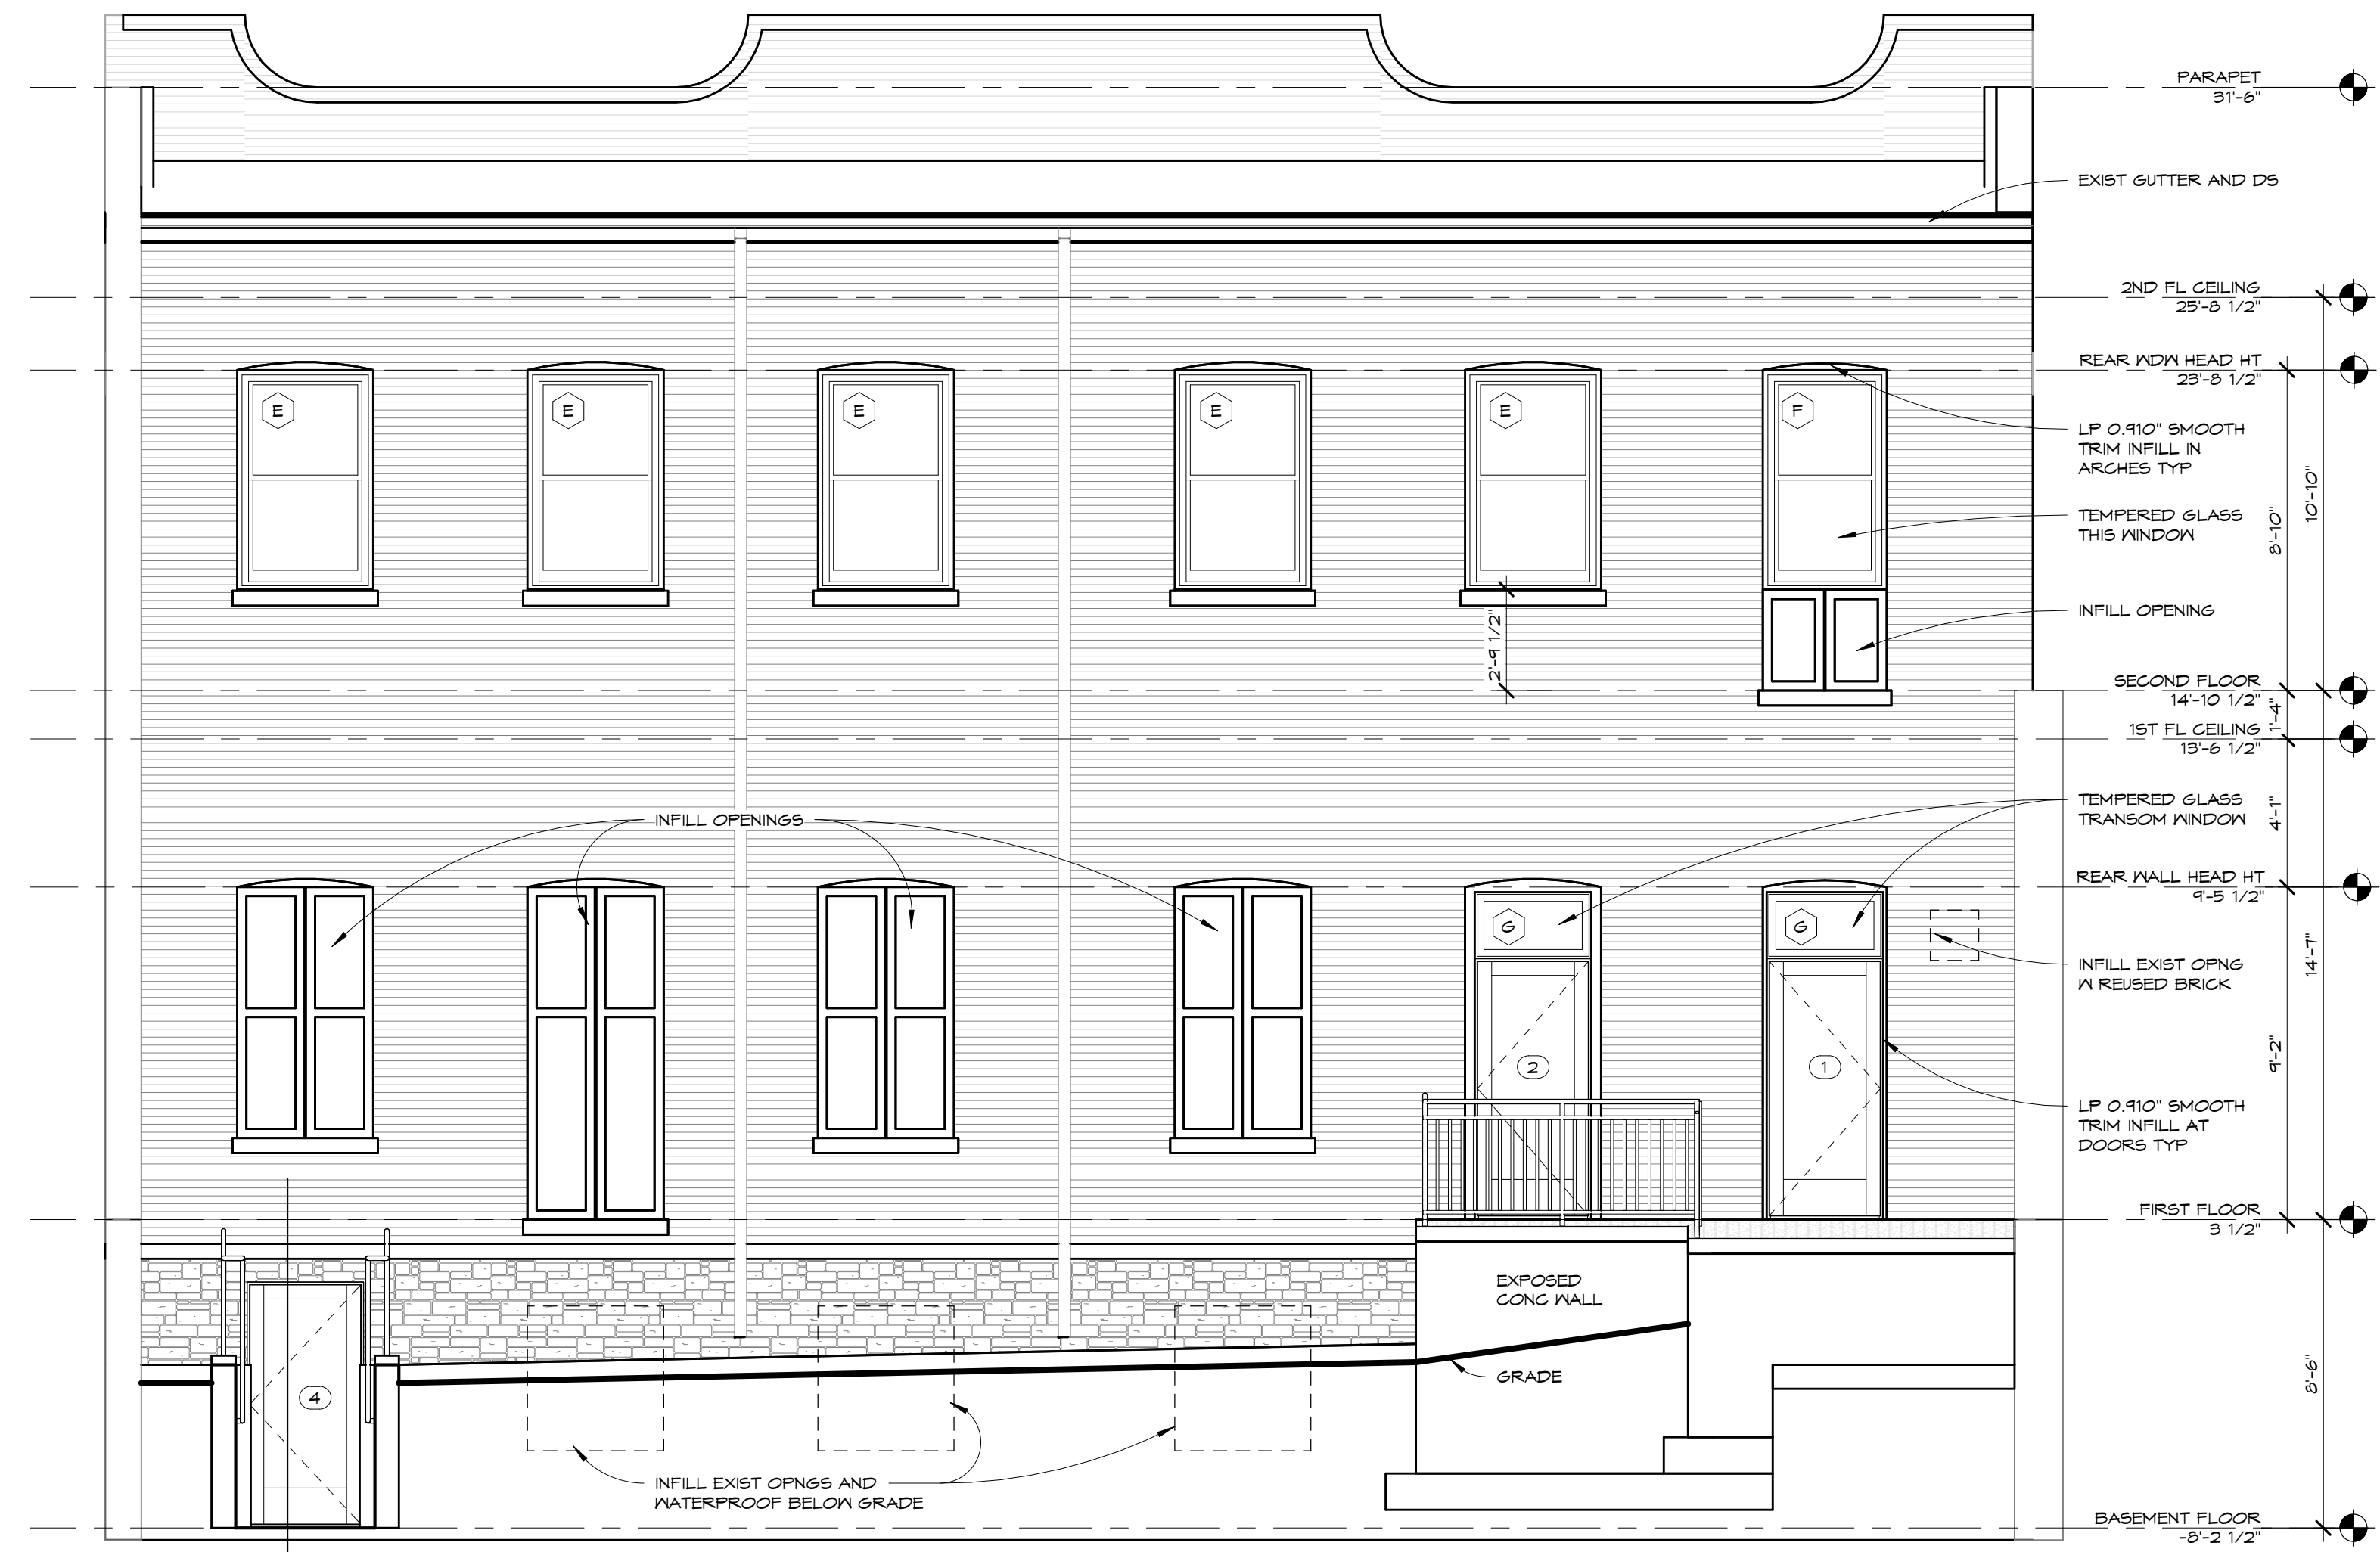 PARAPET
31'-6"
EXIST GUTTER AND DS
2ND FL CEILING
25'-8 1/2"
REAR WDW HEAD HT
23'-8 1/2"
E
E
E
E
E
F
LP 0.910" SMOOTH
TRIM INFILL IN
ARCHES TYP
10'-10"
8'-10"
TEMPERED GLASS
THIS WINDOW
INFILL OPENING
2'-9 1/2"
SECOND FLOOR
14'-10 1/2"
1'-4"
1ST FL CEILING
13'-6 1/2"
TEMPERED GLASS
TRANSOM WINDOW
4'-1"
INFILL OPENINGS
REAR WALL HEAD HT
9'-5 1/2"
G
G
14'-7"
INFILL EXIST OPNG
W REUSED BRICK
9'-2"
2
1
LP 0.910" SMOOTH
TRIM INFILL AT
DOORS TYP
FIRST FLOOR
3 1/2"
EXPOSED
CONC WALL
GRADE
8'-6"
4
INFILL EXIST OPNGS AND
WATERPROOF BELOW GRADE
BASEMENT FLOOR
-8'-2 1/2"